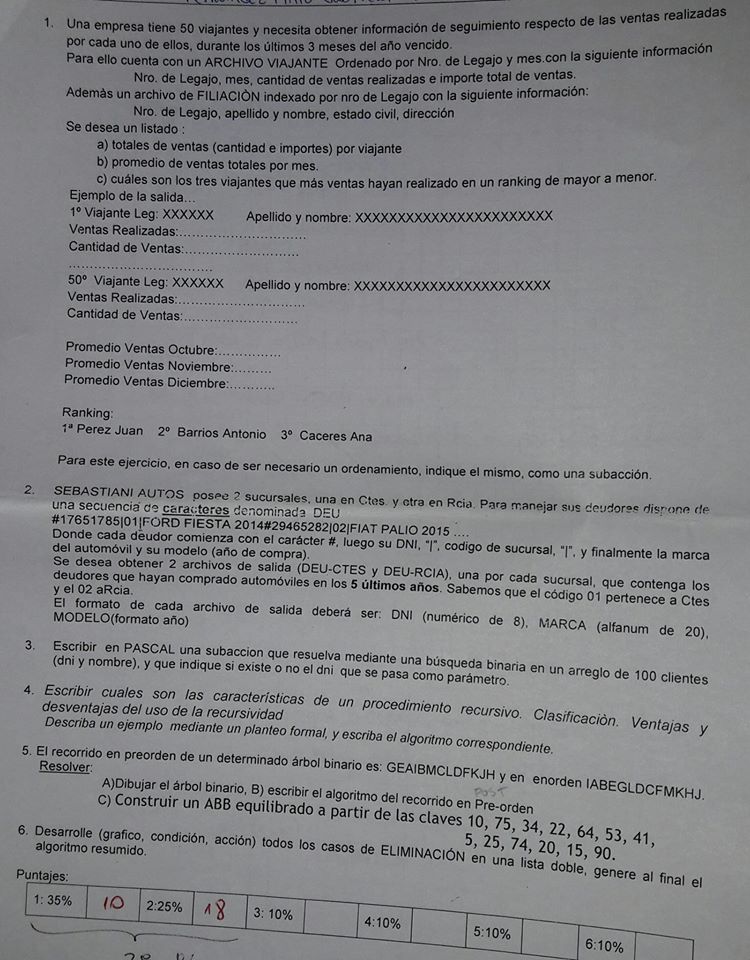 1. Una empresa tiene 50 viajantes y necesita obtener información de seguimiento respecto de las ventas realizadas
por cada uno de ellos, durante los últimos 3 meses del año vencido.
Para ello cuenta con un ARCHIVO VIAJANTE Ordenado por Nro. de Legajo y mes.con la siguiente información
Nro. de Legajo, mes, cantidad de ventas realizadas e importe total de ventas.
Ademàs un archivo de FILIACIÒN indexado por nro de Legajo con la siguiente información:
Nro. de Legajo, apellido y nombre, estado civil, dirección
Se desea un listado :
a) totales de ventas (cantidad e importes) por viajante
b) promedio de ventas totales por mes.
c) cuáles son los tres viajantes que más ventas hayan realizado en un ranking de mayor a menor.
Ejemplo de la salida...
1º Viajante Leg: XXXXXX Apellido y nombre: XXXXXXXXXXXXXXXXXXXXXXX
Ventas Realizadas:..............................
Cantidad de Ventas:...........................
..................................
50º Viajante Leg: XXXXXX Apellido y nombre: XXXXXXXXXXXXXXXXXXXXXXX
Ventas Realizadas:..............................
Cantidad de Ventas:...........................
Promedio Ventas Octubre:...............
Promedio Ventas Noviembre:.........
Promedio Ventas Diciembre:...........
Ranking:
1ª Perez Juan 2º Barrios Antonio 3º Caceres Ana
Para este ejercicio, en caso de ser necesario un ordenamiento, indique el mismo, como una subacción.
2. SEBASTIANI AUTOS posee 2 sucursales, una en Ctes. y otra en Rcia. Para manejar sus deudores dispone de
una secuencia de caracteres denominada DEU
#17651785|01|FORD FIESTA 2014#29465282|02|FIAT PALIO 2015 ....
Donde cada deudor comienza con el carácter #, luego su DNI, "|", codigo de sucursal, "|", y finalmente la marca
del automóvil y su modelo (año de compra).
Se desea obtener 2 archivos de salida (DEU-CTES y DEU-RCIA), una por cada sucursal, que contenga los
deudores que hayan comprado automóviles en los 5 últimos años. Sabemos que el código 01 pertenece a Ctes
y el 02 aRcia.
El formato de cada archivo de salida deberá ser: DNI (numérico de 8), MARCA (alfanum de 20),
MODELO(formato año)
3. Escribir en PASCAL una subaccion que resuelva mediante una búsqueda binaria en un arreglo de 100 clientes
(dni y nombre), y que indique si existe o no el dni que se pasa como parámetro.
4. Escribir cuales son las características de un procedimiento recursivo. Clasificaciòn. Ventajas y
desventajas del uso de la recursividad
Describa un ejemplo mediante un planteo formal, y escriba el algoritmo correspondiente.
5. El recorrido en preorden de un determinado árbol binario es: GEAIBMCLDFKJH y en enorden IABEGLDCFMKHJ.
Resolver:
POST
A)Dibujar el árbol binario, B) escribir el algoritmo del recorrido en Pre-orden
C) Construir un ABB equilibrado a partir de las claves 10, 75, 34, 22, 64, 53, 41,
5, 25, 74, 20, 15, 90.
6. Desarrolle (grafico, condición, acción) todos los casos de ELIMINACIÓN en una lista doble, genere al final el
algoritmo resumido.
Puntajes:
1: 35% 10 2:25% 18 3: 10% 4:10% 5:10% 6:10%